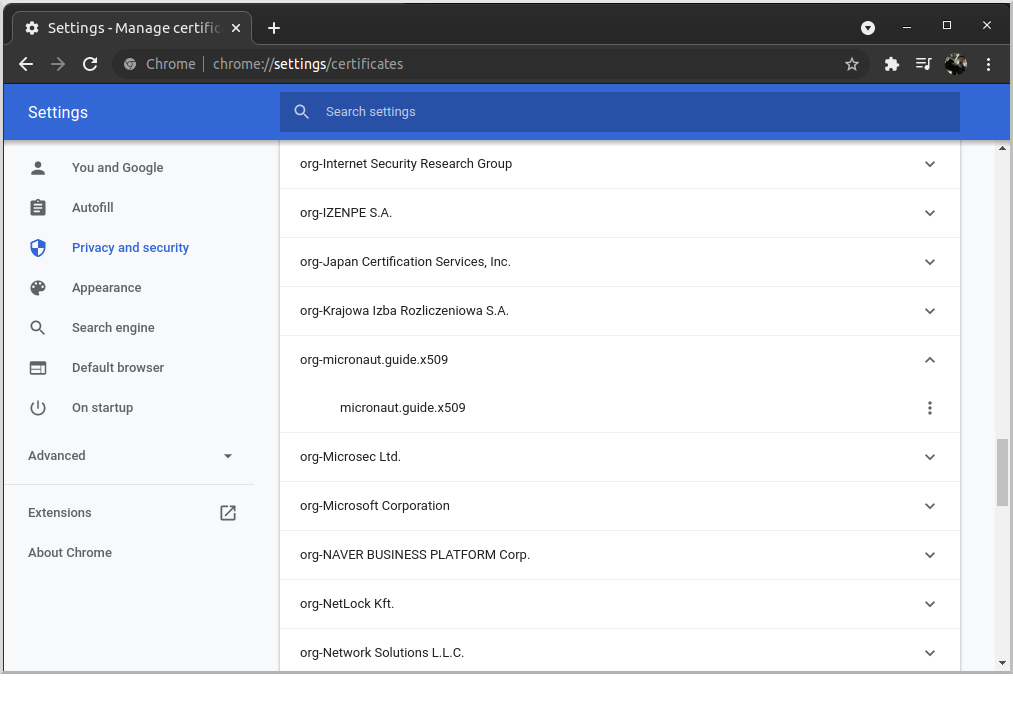 Settings - Manage certific
Chrome | chrome://settings/certificates
Settings
Search settings
You and Google
Autofill
Privacy and security
Appearance
Search engine
Default browser
On startup
Advanced
Extensions
About Chrome
org-Internet Security Research Group
org-IZENPE S.A.
org-Japan Certification Services, Inc.
org-Krajowa Izba Rozliczeniowa S.A.
org-micronaut.guide.x509
micronaut.guide.x509
org-Microsec Ltd.
org-Microsoft Corporation
org-NAVER BUSINESS PLATFORM Corp.
org-NetLock Kft.
org-Network Solutions L.L.C.